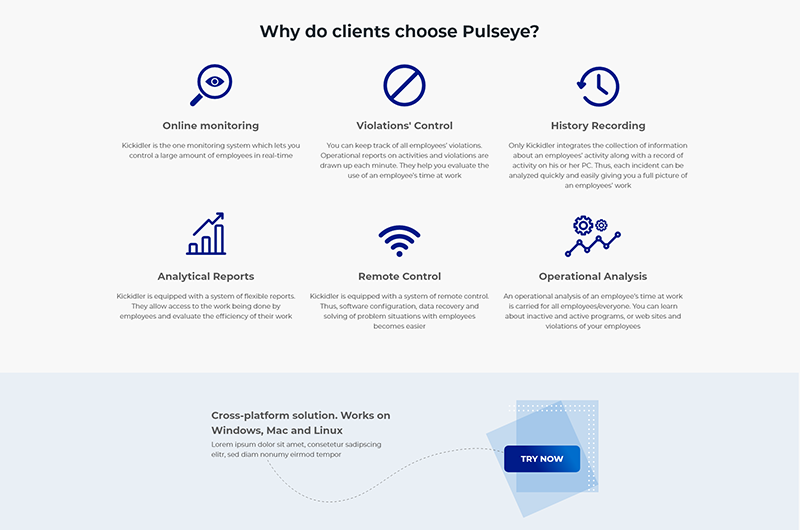 Why do clients choose Pulseye?
Online monitoring
Kickidler is the one monitoring system which lets you
control a large amount of employees in real-time
Violations' Control
You can keep track of all employees' violations.
Operational reports on activities and violations are
drawn up each minute. They help you evaluate the
use of an employee's time at work
History Recording
Only Kickidler integrates the collection of information
about an employees' activity along with a record of
activity on his or her PC. Thus, each incident can be
analyzed quickly and easily giving you a full picture of
an employees' work
Analytical Reports
Kickidler is equipped with a system of flexible reports.
They allow access to the work being done by
employees and evaluate the efficiency of their work
Remote Control
Kickidler is equipped with a system of remote control.
Thus, software configuration, data recovery and
solving of problem situations with employees
becomes easier
Operational Analysis
An operational analysis of an employee's time at work
is carried for all employees/everyone. You can learn
about inactive and active programs, or web sites and
violations of your employees
Cross-platform solution. Works on
Windows, Mac and Linux
Lorem ipsum dolor sit amet, consetetur sadipscing
elitr, sed diam nonumy eirmod tempor
TRY NOW